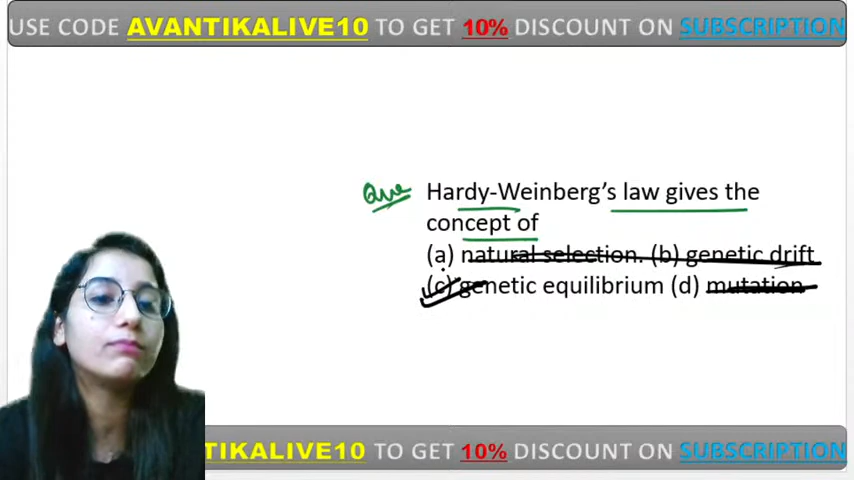 USE CODE AVANTIKALIVE10 TO GET 10% DISCOUNT ON SUBSCRIPTION
Que Hardy-Weinberg's law gives the
concept of
(a) natural selection. (b) genetic drift
(c) genetic equilibrium (d) mutation
TIKALIVE10 TO GET 10% DISCOUNT ON SUBSCRIPTION